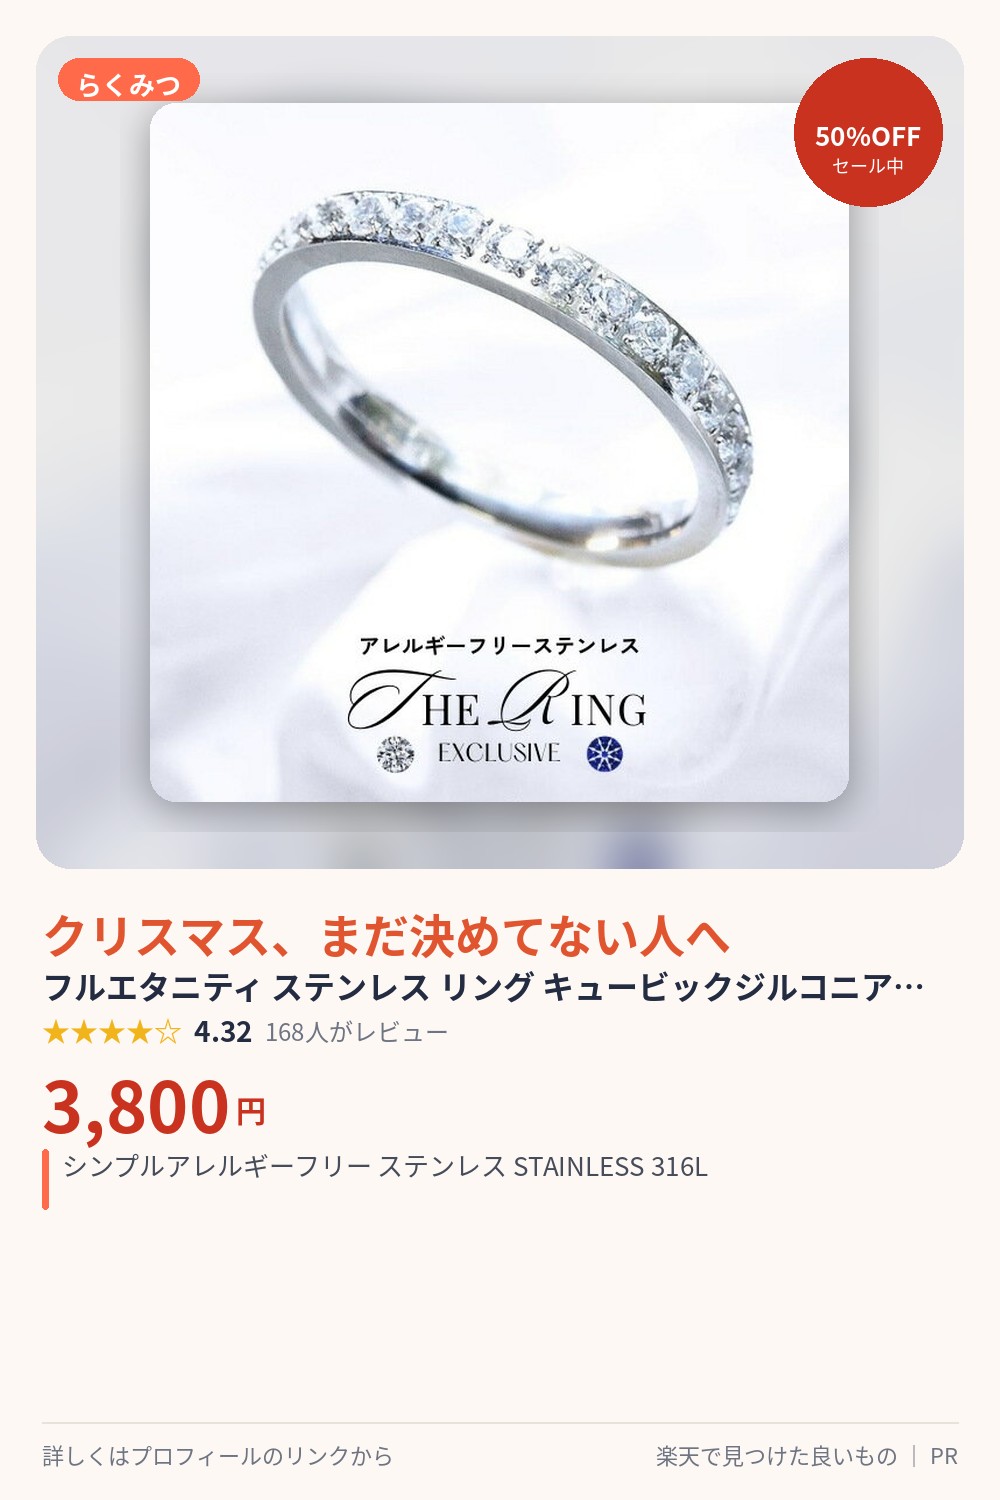 らくみつ
50%OFF
セール中
アレルギーフリーステンレス
THE RING
EXCLUSIVE
クリスマス、まだ決めてない人へ
フルエタニティ ステンレス リング キュービックジルコニア…
★★★★☆ 4.32 168人がレビュー
3,800円
シンプルアレルギーフリー ステンレス STAINLESS 316L
詳しくはプロフィールのリンクから
楽天で見つけた良いもの｜PR